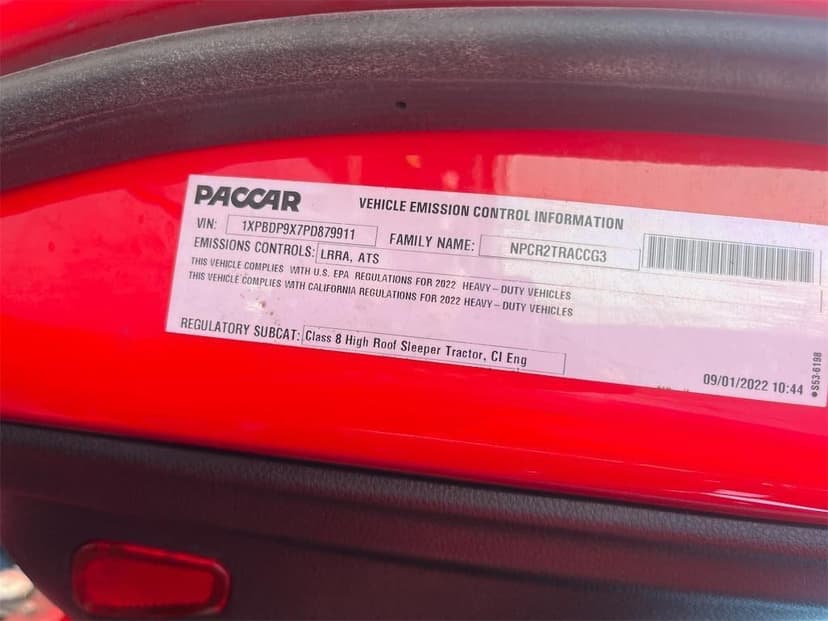 PACCAR VEHICLE EMISSION CONTROL INFORMATION
VIN: 1XPBDP9X7PD879911 FAMILY NAME: NPCR2TRACCG3
EMISSIONS CONTROLS: LRRA, ATS
THIS VEHICLE COMPLIES WITH U.S. EPA REGULATIONS FOR 2022 HEAVY-DUTY VEHICLES
THIS VEHICLE COMPLIES WITH CALIFORNIA REGULATIONS FOR 2022 HEAVY-DUTY VEHICLES
REGULATORY SUBCAT: Class 8 High Roof Sleeper Tractor, CI Eng
09/01/2022 10:44
S53-6198